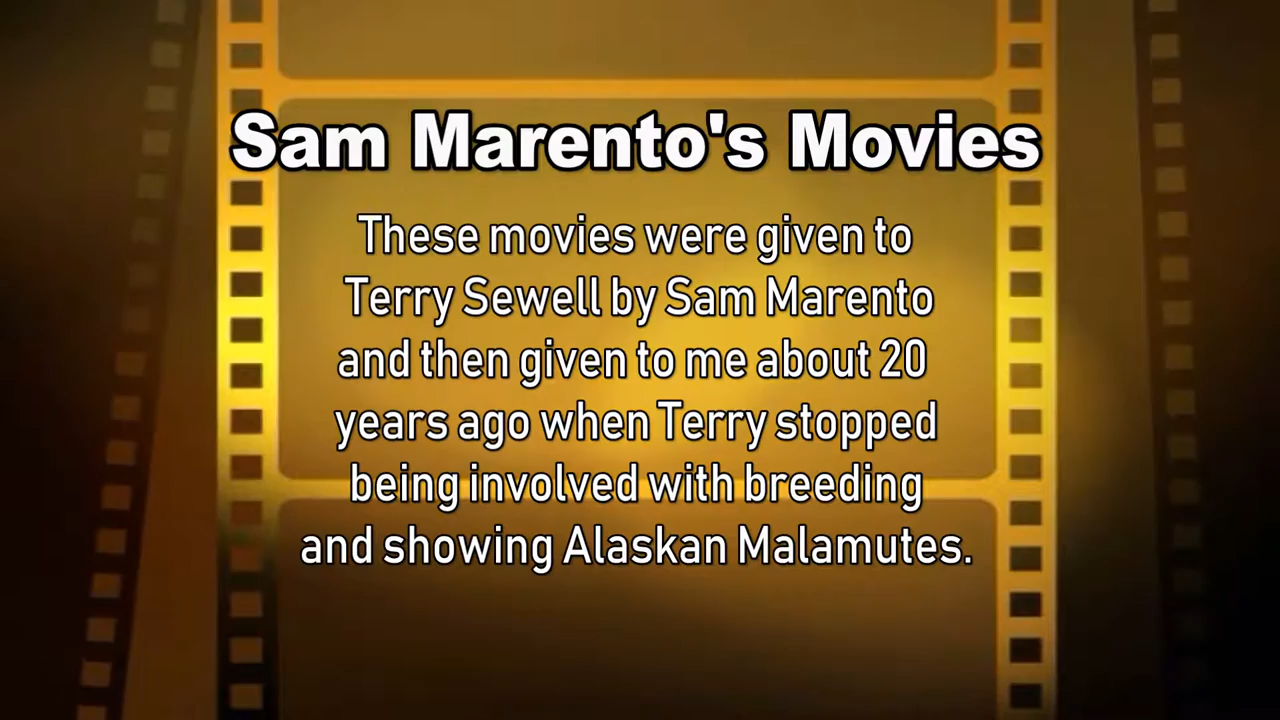 Sam Marento's Movies
These movies were given to
Terry Sewell by Sam Marento
and then given to me about 20
years ago when Terry stopped
being involved with breeding
and showing Alaskan Malamutes.